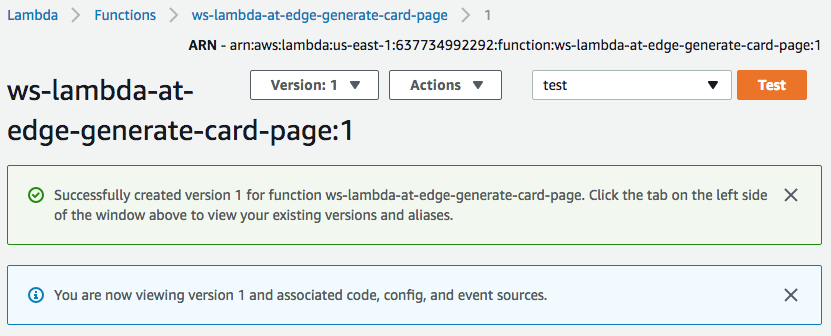 Lambda > Functions > ws-lambda-at-edge-generate-card-page > 1
ARN - arn:aws:lambda:us-east-1:637734992292:function:ws-lambda-at-edge-generate-card-page:1
ws-lambda-at-
edge-generate-card-page:1
Version: 1 Actions test Test
Successfully created version 1 for function ws-lambda-at-edge-generate-card-page. Click the tab on the left side
of the window above to view your existing versions and aliases.
You are now viewing version 1 and associated code, config, and event sources.